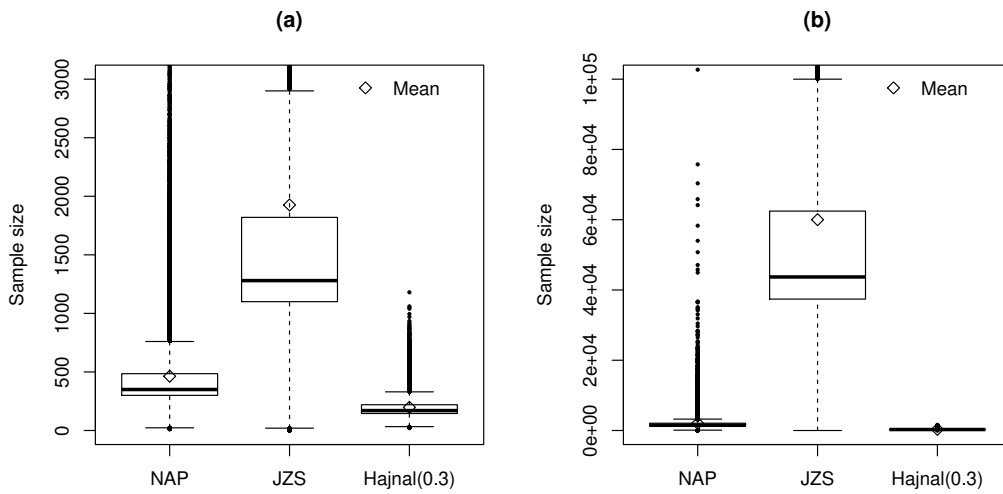 (a)
Sample size
3000
2500
2000
1500
1000
500
0
Mean
NAP JZS Hajnal(0.3)
(b)
Sample size
1e+05
8e+04
6e+04
4e+04
2e+04
0e+00
Mean
NAP JZS Hajnal(0.3)